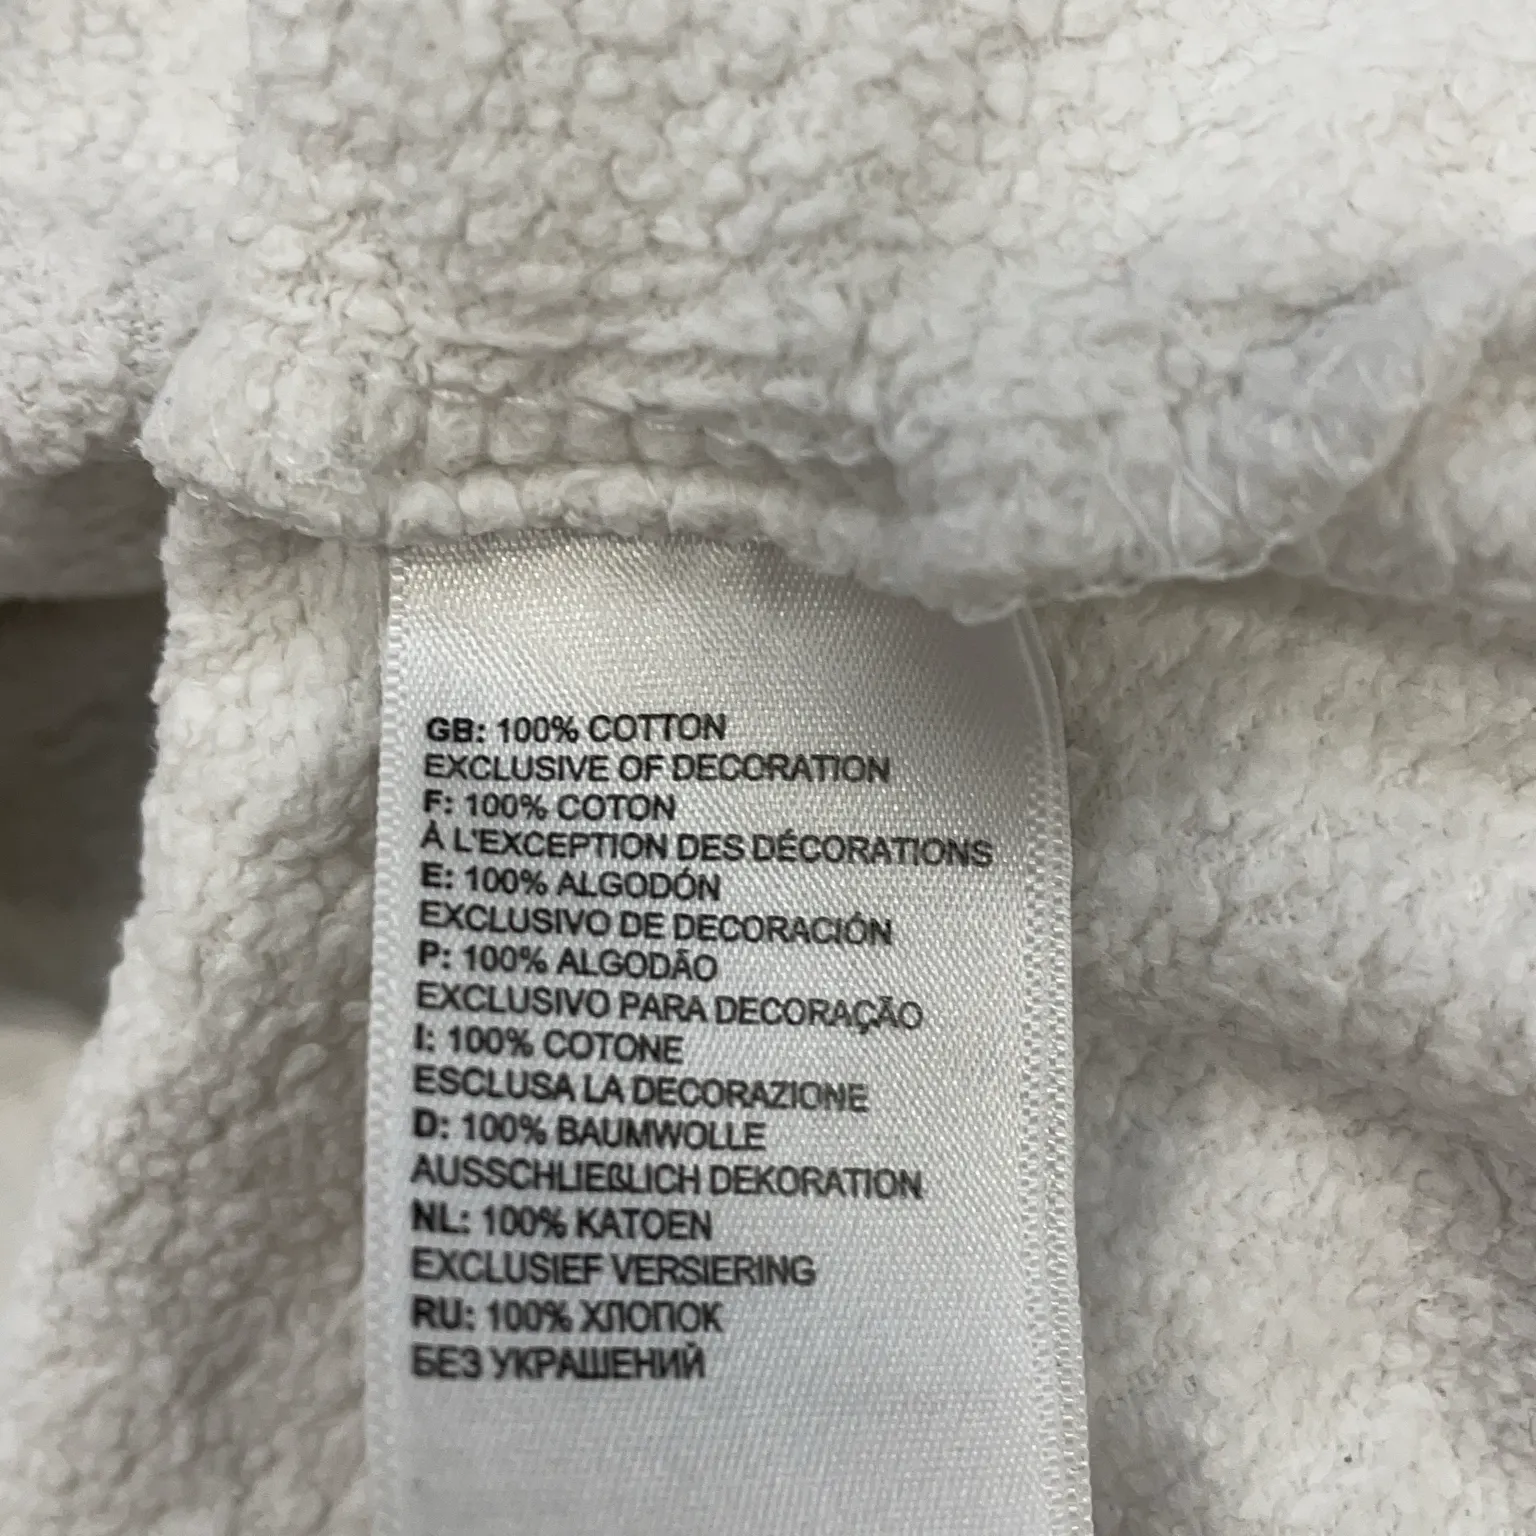 GB: 100% COTTON
EXCLUSIVE OF DECORATION
F: 100% COTON
À L'EXCEPTION DES DÉCORATIONS
E: 100% ALGODÓN
EXCLUSIVO DE DECORACIÓN
P: 100% ALGODÃO
EXCLUSIVO PARA DECORAÇÃO
I: 100% COTONE
ESCLUSA LA DECORAZIONE
D: 100% BAUMWOLLE
AUSSCHLIEßLICH DEKORATION
NL: 100% KATOEN
EXCLUSIEF VERSIERING
RU: 100% ХЛОПОК
БЕЗ УКРАШЕНИЙ